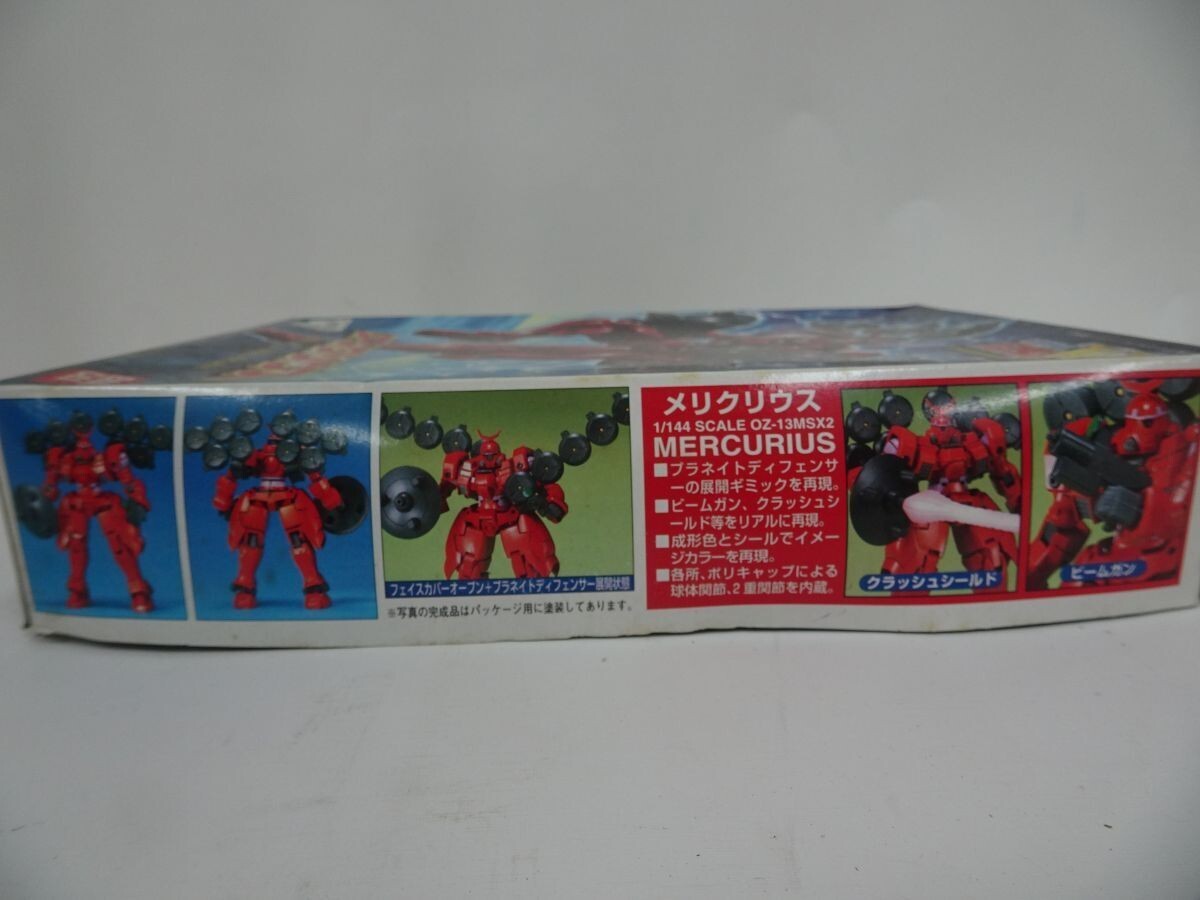 フェイスカバーオープン+プラネイトディフェンサー展開状態
※写真の完成品はパッケージ用に塗装してあります。
メリクリウス
1/144 SCALE OZ-13MSX2
MERCURIUS
■プラネイトディフェンサ
ーの展開ギミックを再現。
■ビームガン、クラッシュシ
ールド等をリアルに再現。
■成形色とシールでイメー
ジカラーを再現。
■各所、ポリキャップによる
球体関節、2重関節を内蔵。
クラッシュシールド
ビームガン